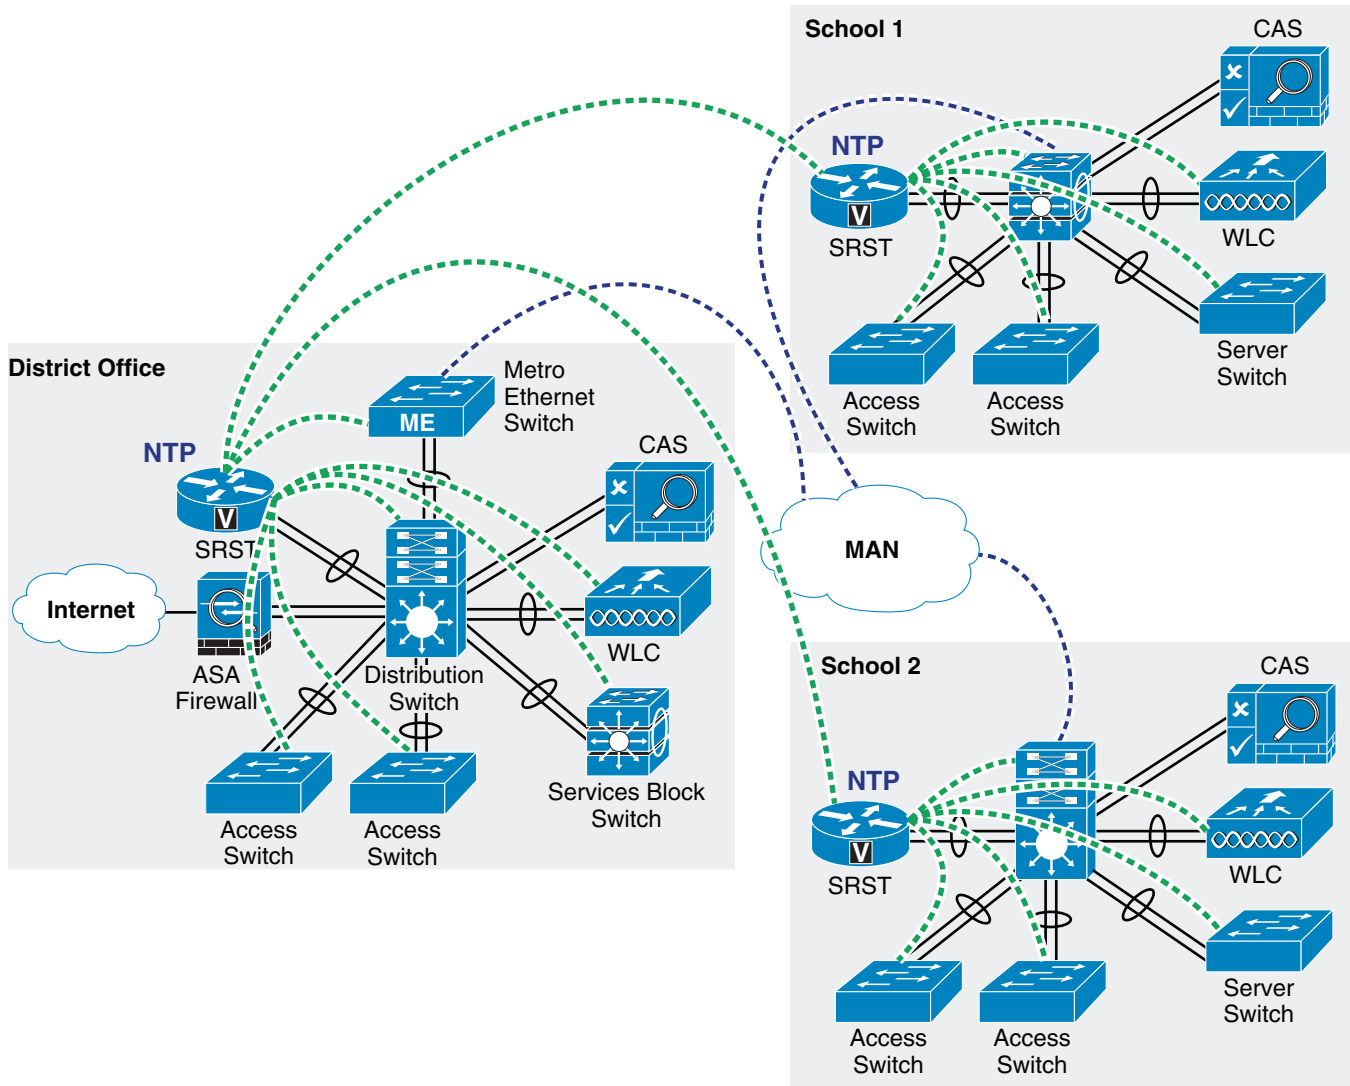 School 1
CAS
NTP
SRST
WLC
Server
Switch
Access
Switch
Access
Switch
District Office
Metro
Ethernet
Switch
ME
NTP
CAS
SRST
Internet
ASA
Firewall
Distribution
Switch
WLC
Services Block
Switch
Access
Switch
Access
Switch
MAN
School 2
CAS
NTP
SRST
WLC
Server
Switch
Access
Switch
Access
Switch
V
V
V